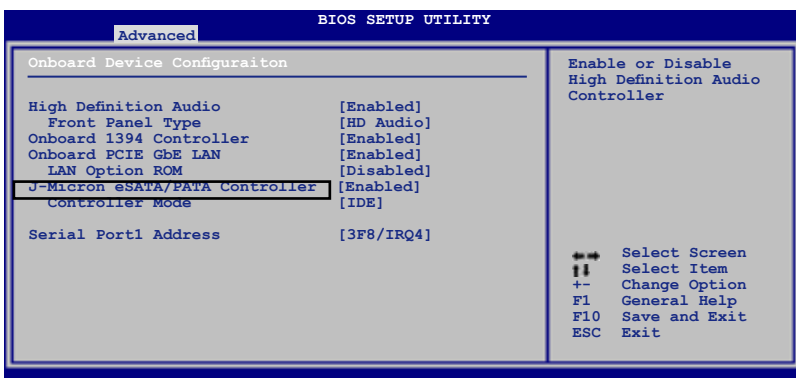 BIOS SETUP UTILITY
Advanced
Onboard Device Configuraiton
High Definition Audio [Enabled]
Front Panel Type [HD Audio]
Onboard 1394 Controller [Enabled]
Onboard PCIE GbE LAN [Enabled]
LAN Option ROM [Disabled]
J-Micron eSATA/PATA Controller [Enabled]
Controller Mode [IDE]
Serial Port1 Address [3F8/IRQ4]
Enable or Disable
High Definition Audio
Controller
Select Screen
Select Item
+- Change Option
F1 General Help
F10 Save and Exit
ESC Exit